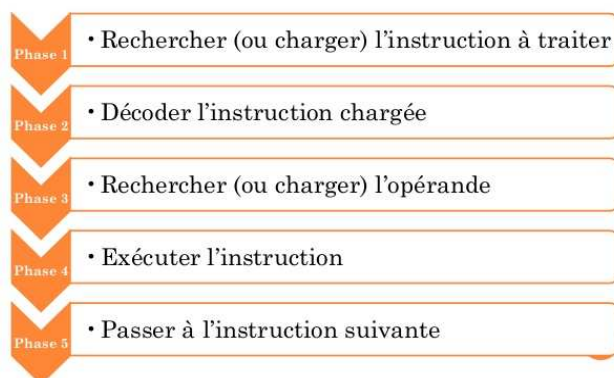 Phase 1
• Rechercher (ou charger) l’instruction à traiter
Phase 2
• Décoder l’instruction chargée
Phase 3
• Rechercher (ou charger) l’opérande
Phase 4
• Exécuter l’instruction
Phase 5
• Passer à l’instruction suivante